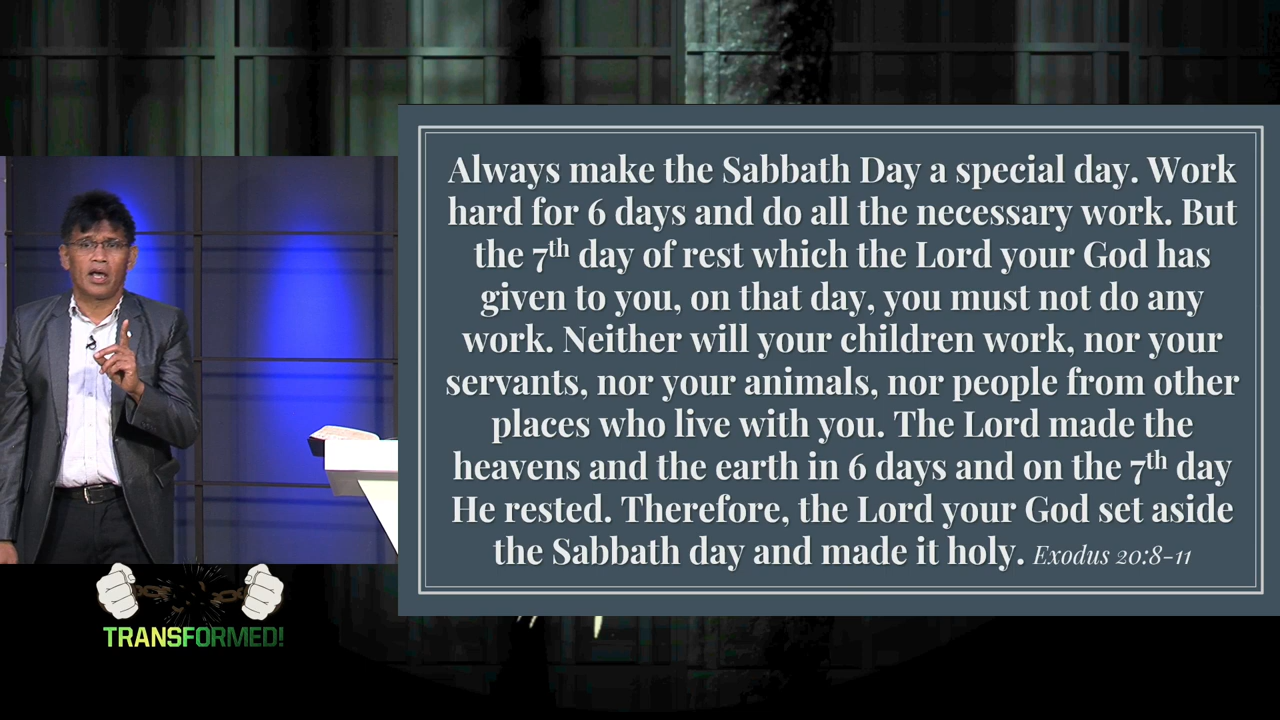 Always make the Sabbath Day a special day. Work
hard for 6 days and do all the necessary work. But
the 7th day of rest which the Lord your God has
given to you, on that day, you must not do any
work. Neither will your children work, nor your
servants, nor your animals, nor people from other
places who live with you. The Lord made the
heavens and the earth in 6 days and on the 7th day
He rested. Therefore, the Lord your God set aside
the Sabbath day and made it holy. Exodus 20:8-11
TRANSFORMED!